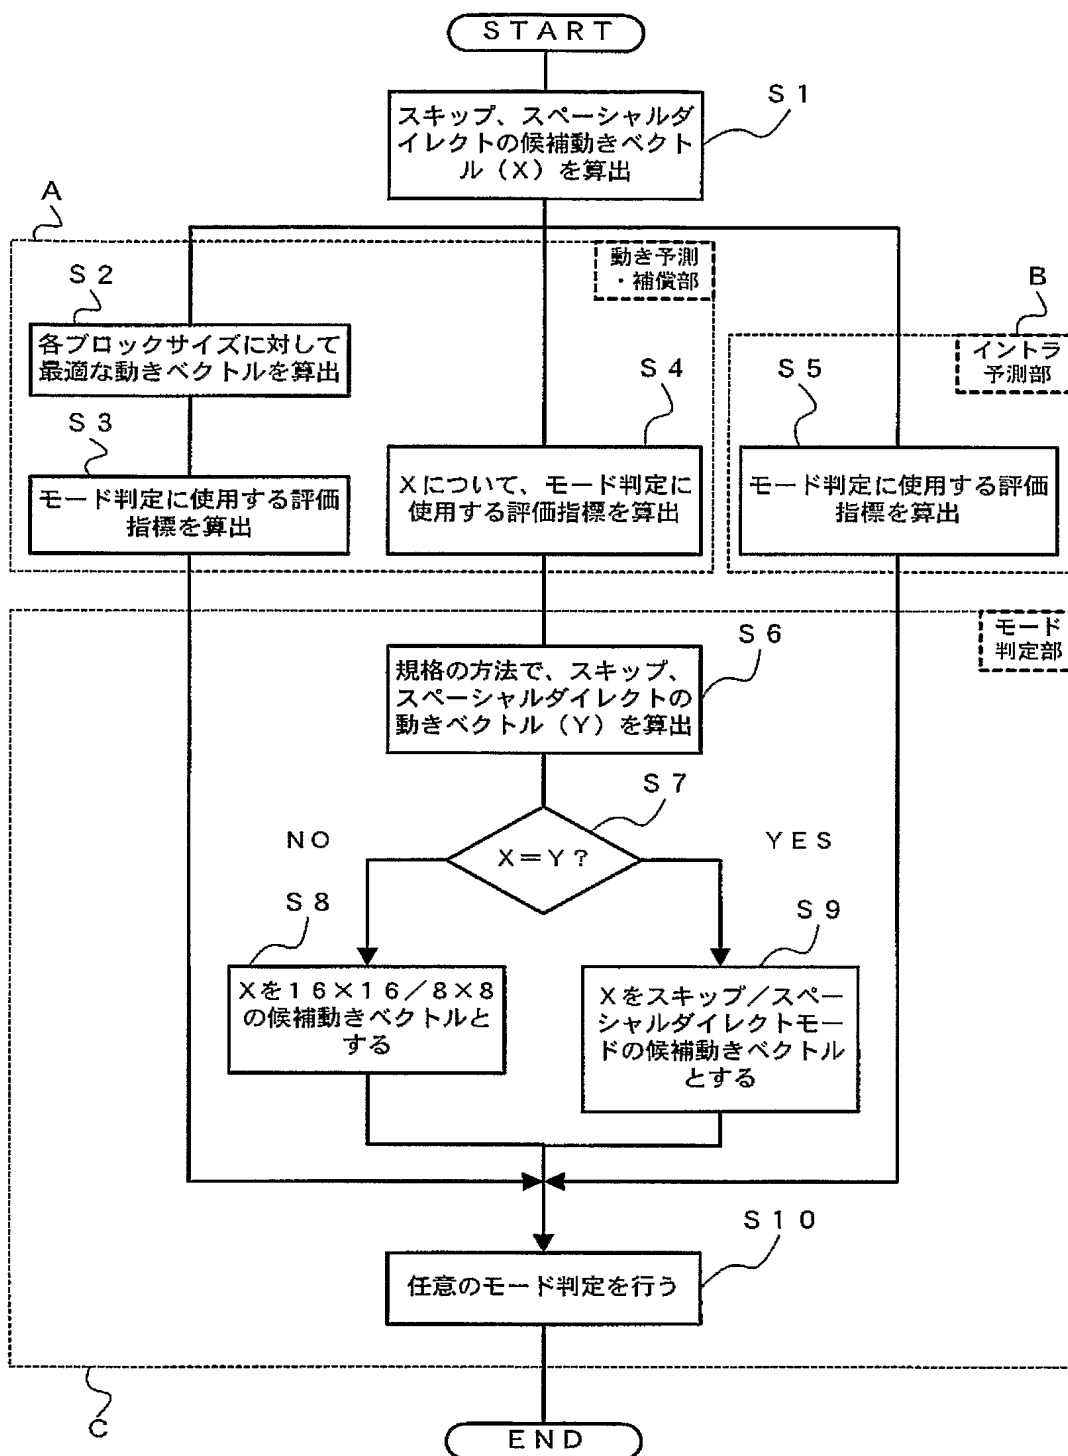 START
S1
スキップ、スペーシャルダ
イレクトの候補動きベクト
ル（X）を算出
A
動き予測
・補償部
S2
各ブロックサイズに対して
最適な動きベクトルを算出
B
イントラ
予測部
S3
モード判定に使用する評価
指標を算出
S4
Xについて、モード判定に
使用する評価指標を算出
S5
モード判定に使用する評価
指標を算出
モード
判定部
S6
規格の方法で、スキップ、
スペーシャルダイレクトの
動きベクトル（Y）を算出
S7
X＝Y？
NO
YES
S8
Xを16×16／8×8
の候補動きベクトルと
する
S9
Xをスキップ／スペー
シャルダイレクトモー
ドの候補動きベクトル
とする
S10
任意のモード判定を行う
C
END